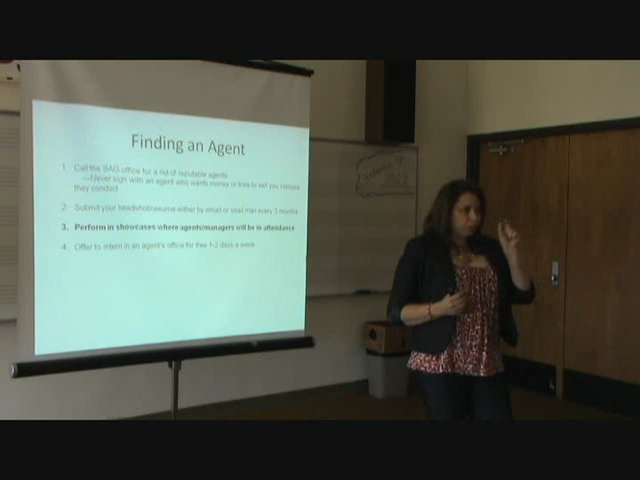 Finding an Agent
1. Call the SAG office for a list of reputable agents
—Never sign with an agent who wants money or tries to sell you classes
they conduct
2. Submit your headshot/resume either by email or snail mail every 3 months
3. Perform in showcases where agents/managers will be in attendance
4. Offer to intern in an agent's office for free 1-2 days a week